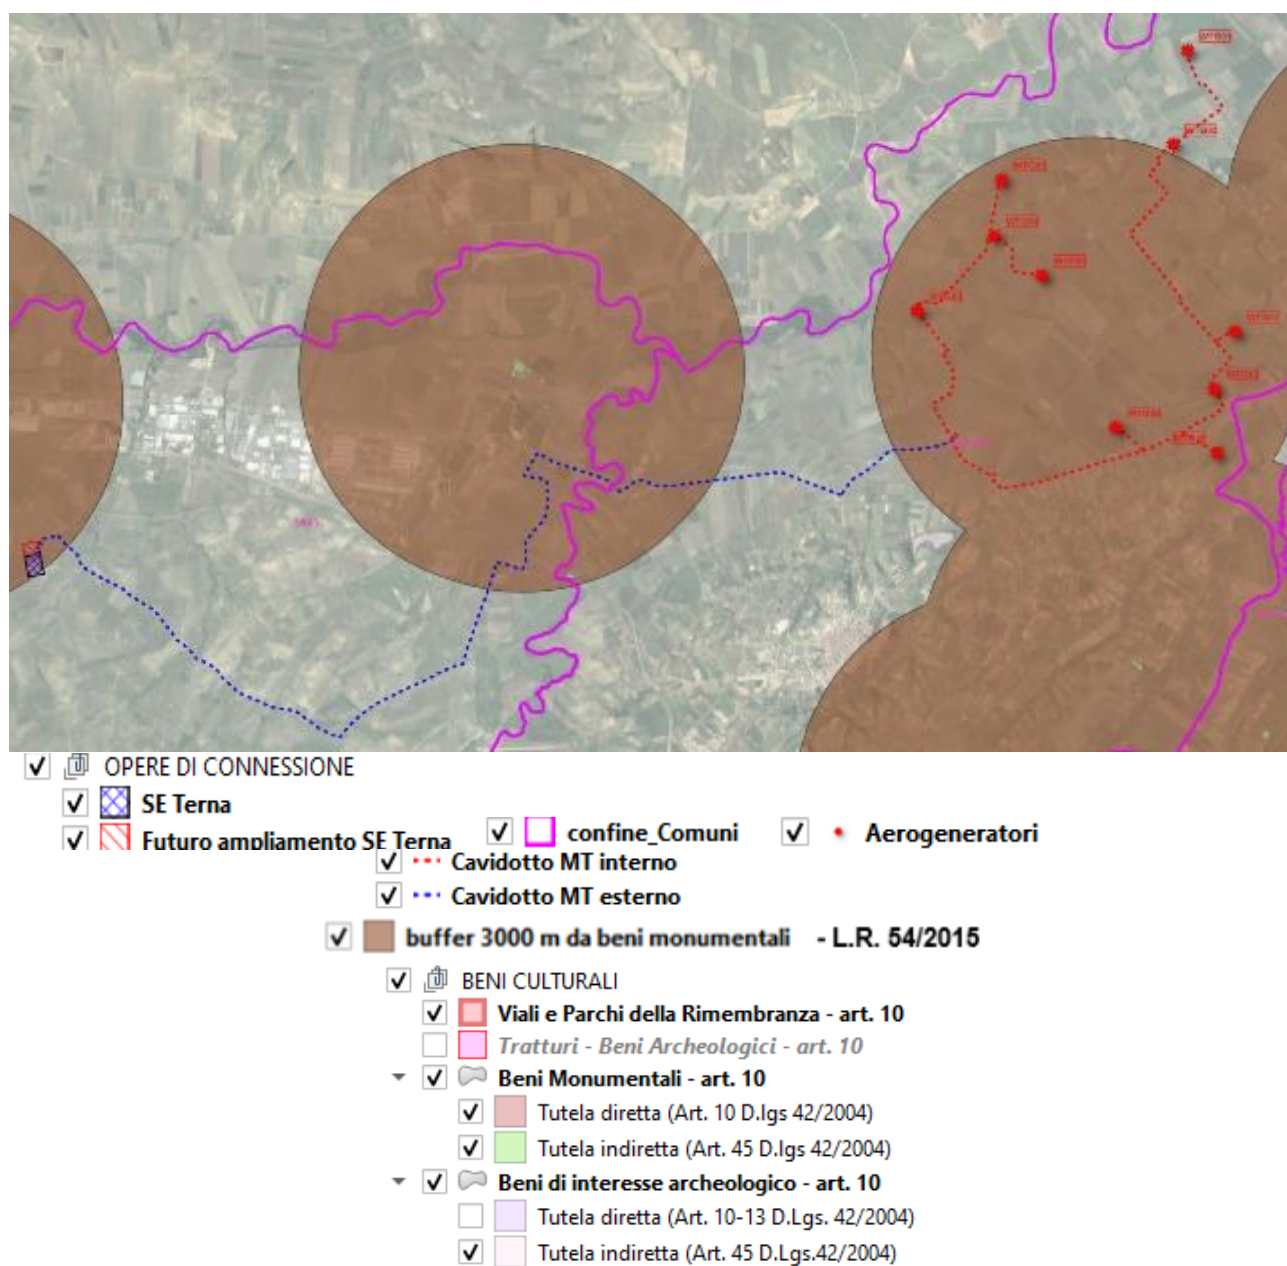 OPERE DI CONNESSIONE
SE Terna
Futuro ampliamento SE Terna
confine_Comuni
Aerogeneratori
Cavidotto MT interno
Cavidotto MT esterno
buffer 3000 m da beni monumentali - L.R. 54/2015
BENI CULTURALI
Viali e Parchi della Rimembranza - art. 10
Tratturi - Beni Archeologici - art. 10
Beni Monumentali - art. 10
Tutela diretta (Art. 10 D.lgs 42/2004)
Tutela indiretta (Art. 45 D.lgs 42/2004)
Beni di interesse archeologico - art. 10
Tutela diretta (Art. 10-13 D.Lgs. 42/2004)
Tutela indiretta (Art. 45 D.Lgs.42/2004)